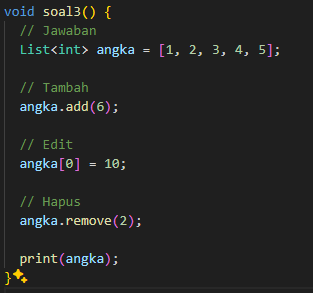 void soal3() {
  // Jawaban
  List<int> angka = [1, 2, 3, 4, 5];

  // Tambah
  angka.add(6);

  // Edit
  angka[0] = 10;

  // Hapus
  angka.remove(2);

  print(angka);
}